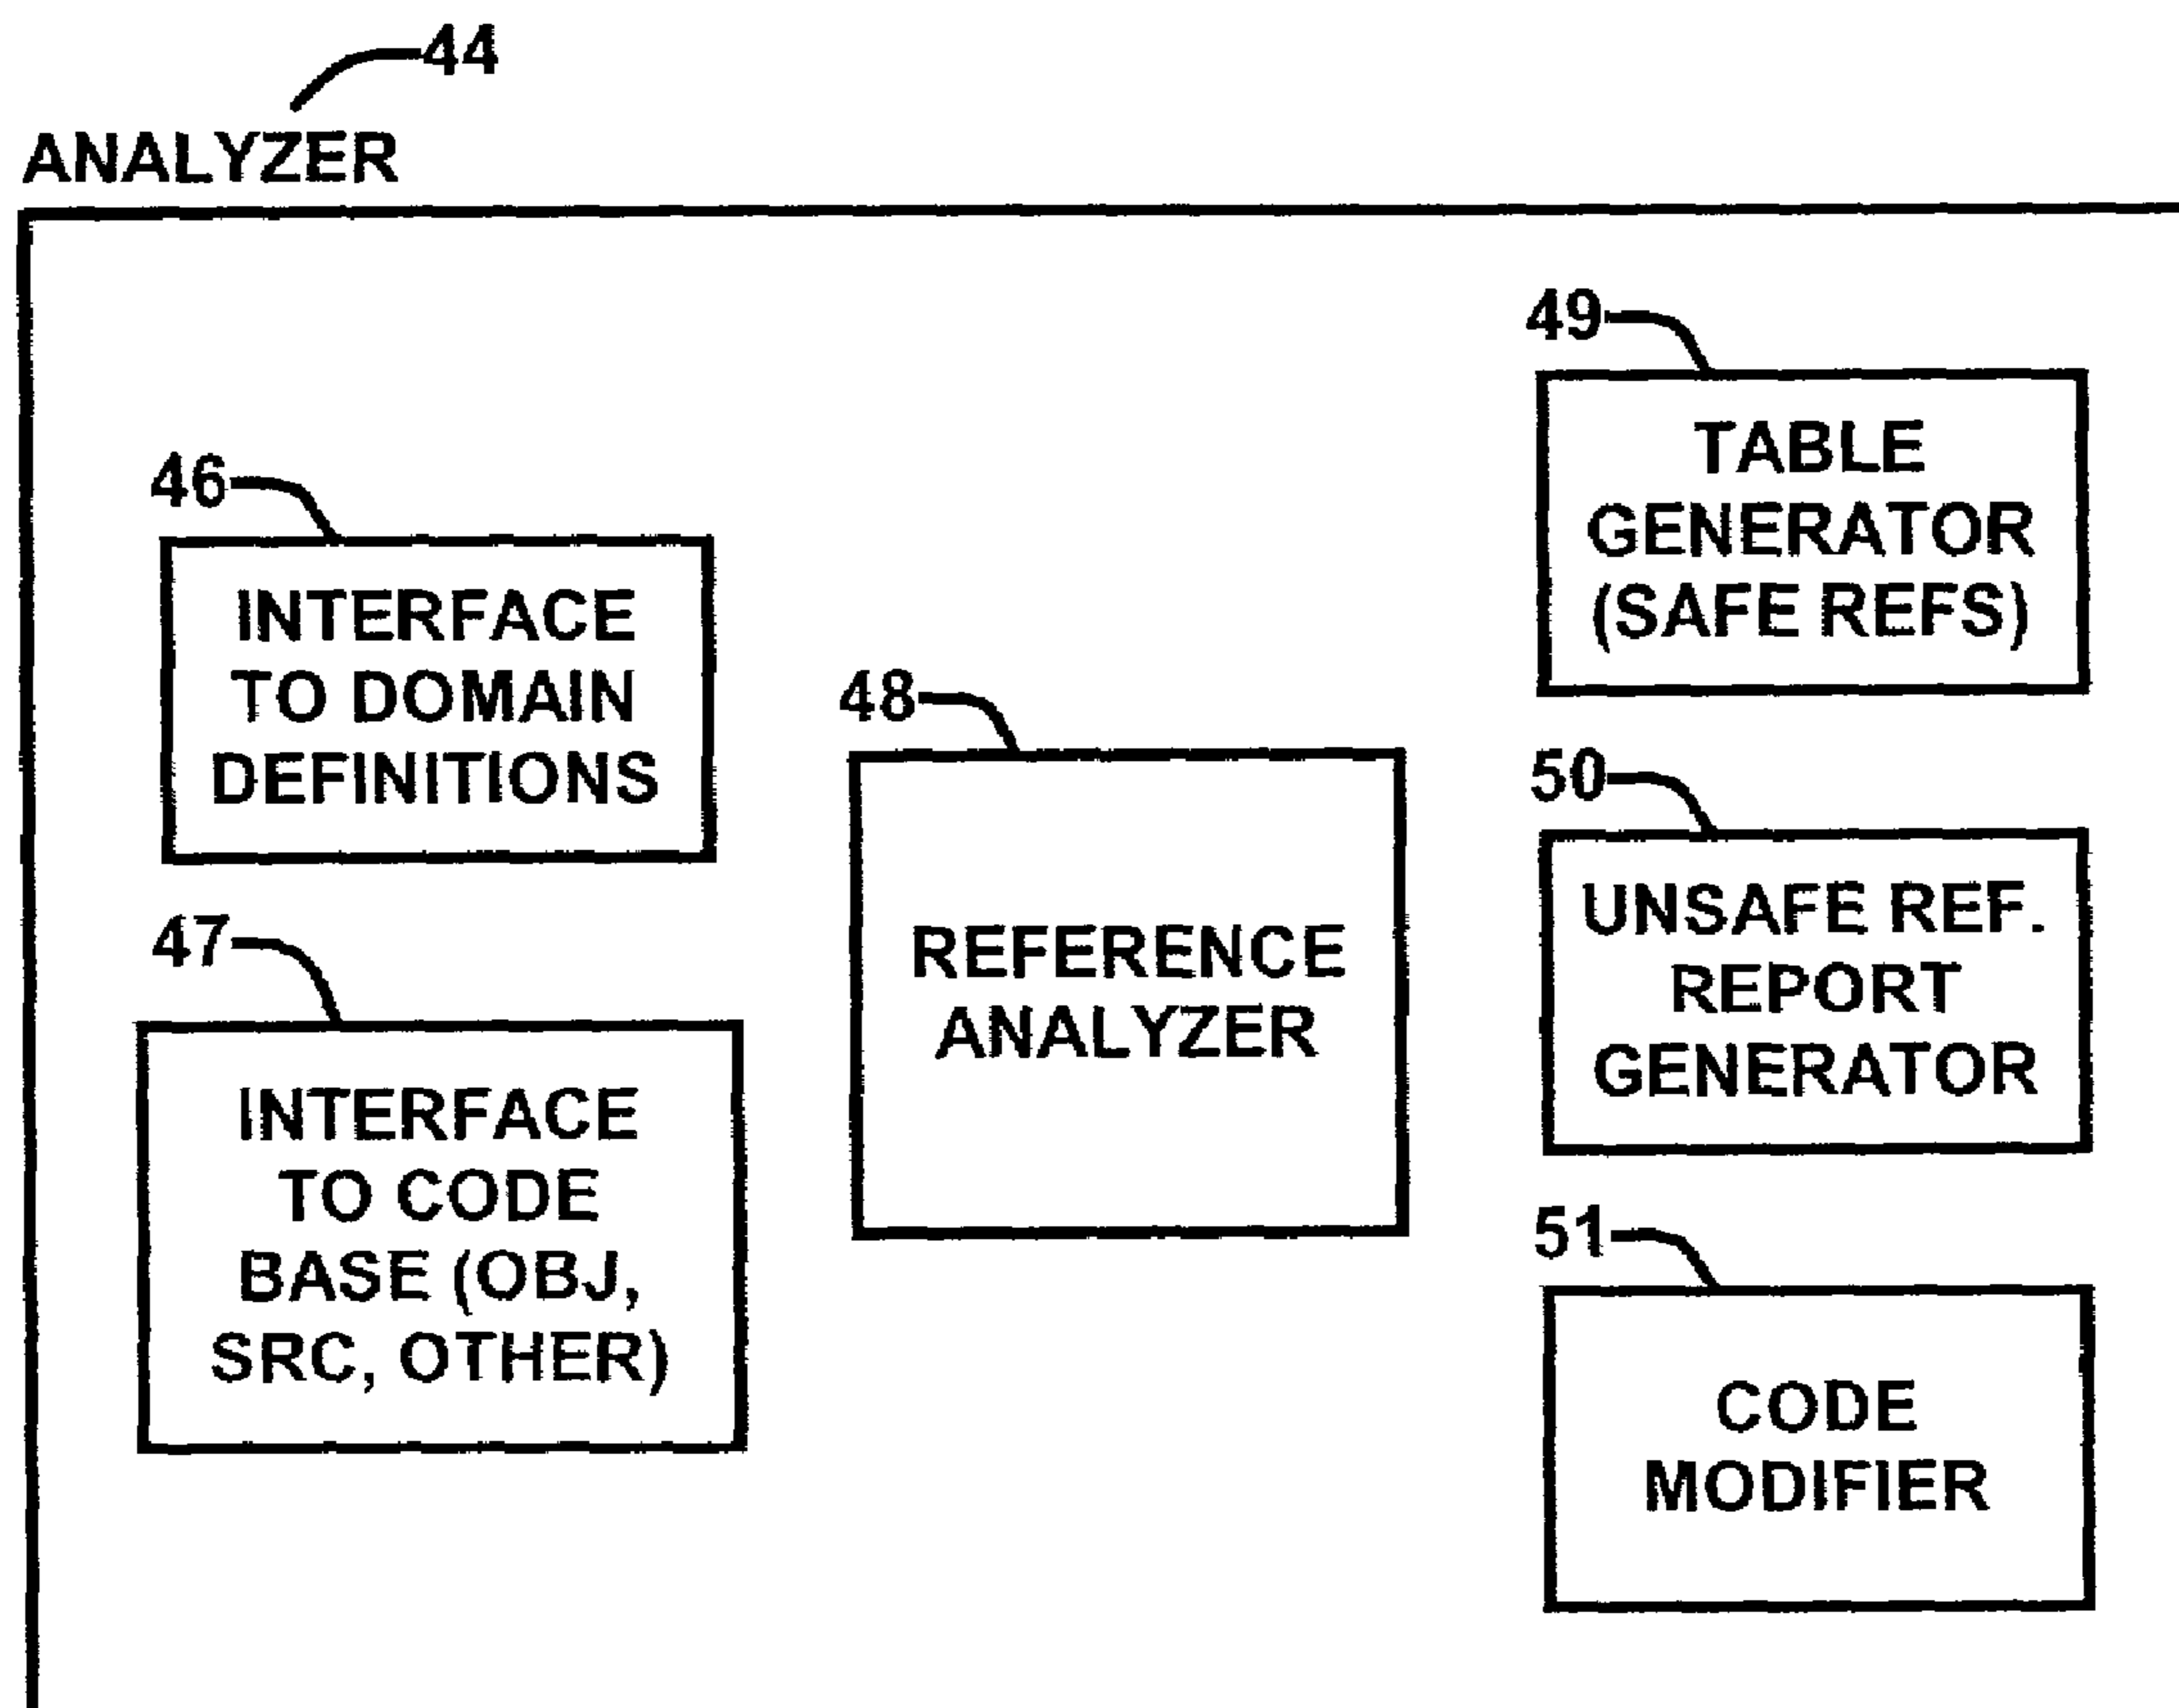 44
ANALYZER
46
INTERFACE
TO DOMAIN
DEFINITIONS
47
INTERFACE
TO CODE
BASE (OBJ,
SRC, OTHER)
48
REFERENCE
ANALYZER
49
TABLE
GENERATOR
(SAFE REFS)
50
UNSAFE REF.
REPORT
GENERATOR
51
CODE
MODIFIER